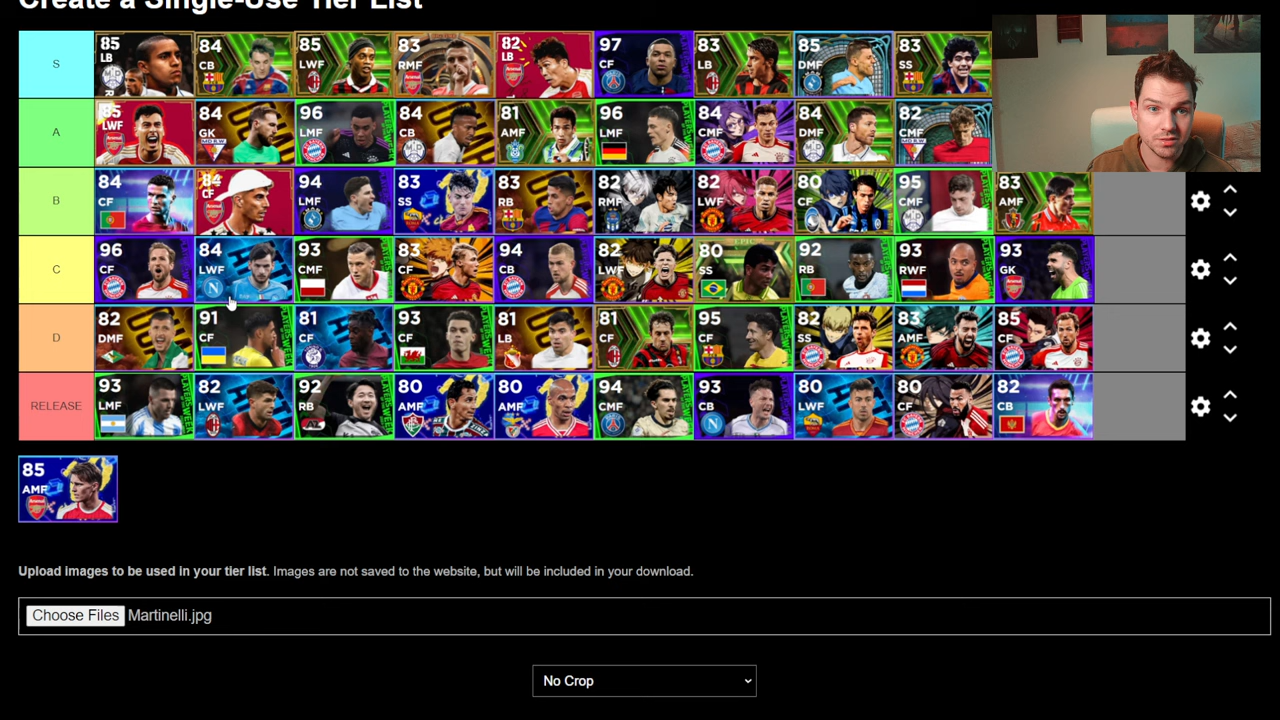 Create a Single-Use Tier List
S
85 LB
84 CB
85 LWF
83 RMF
82 LB
97 CF
83 LB
85 DMF
83 SS
A
85 LWF
84 GK
96 LMF
84 CB
81 AMF
96 LMF
84 CMF
84 DMF
82 CMF
B
84 CF
84 CF
94 LMF
83 SS
83 RB
82 RMF
82 LWF
80 CF
95 CMF
83 AMF
C
96 CF
84 LWF
93 CMF
83 CF
94 CB
82 LWF
80 SS EPIC
92 RB
93 RWF
93 GK
D
82 DMF
91 CF
81 CF
93 CF
81 LB
81 CF
95 CF
82 SS
83 AMF
85 CF
RELEASE
93 LMF
82 LWF
92 RB
80 AMF
80 AMF
94 CMF
93 CB
80 LWF
80 CF
82 CB
85 AMF
Upload images to be used in your tier list. Images are not saved to the website, but will be included in your download.
Choose Files Martinelli.jpg
No Crop